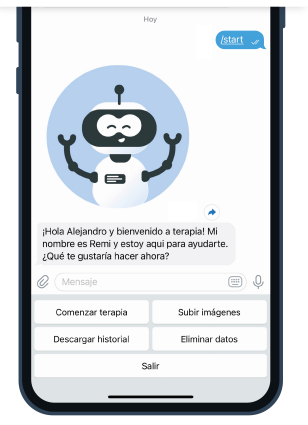 Hoy
/start
¡Hola Alejandro y bienvenido a terapia! Mi
nombre es Remi y estoy aqui para ayudarte.
¿Qué te gustaría hacer ahora?
Mensaje
Comenzar terapia
Subir imágenes
Descargar historial
Eliminar datos
Salir